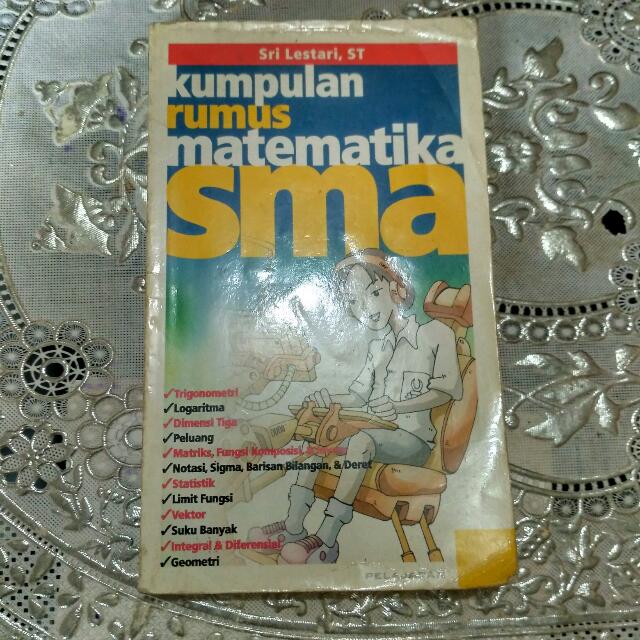 Sri Lestari, ST
kumpulan
rumus
matematika
sma
✓Trigonometri
✓Logaritma
✓Dimensi Tiga
✓Peluang
✓Matriks, Fungsi Komposisi,
✓Notasi, Sigma, Barisan Bilangan, & Deret
✓Statistik
✓Limit Fungsi
✓Vektor
✓Suku Banyak
✓Integral & Diferensial
✓Geometri